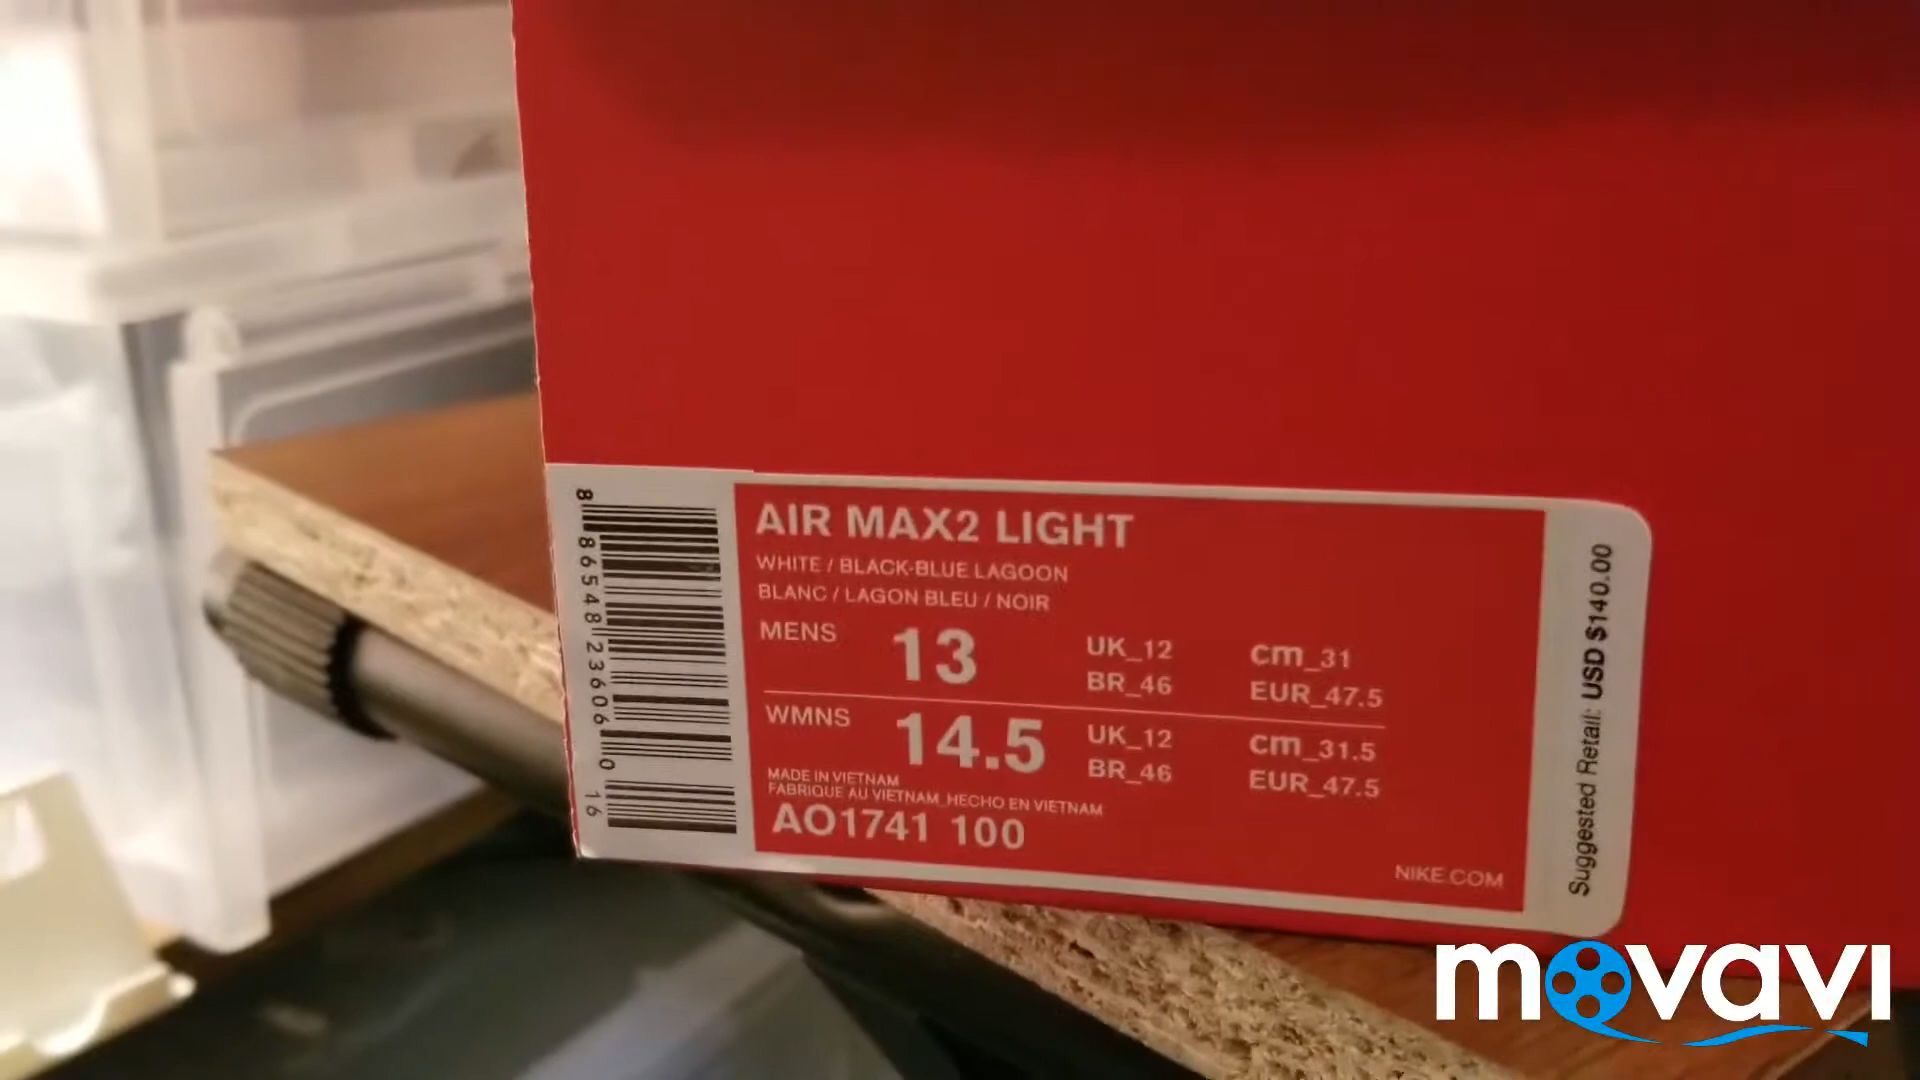 AIR MAX2 LIGHT
WHITE / BLACK-BLUE LAGOON
BLANC / LAGON BLEU / NOIR
MENS 13 UK_12 cm_31
BR_46 EUR_47.5
WMNS 14.5 UK_12 cm_31.5
BR_46 EUR_47.5
MADE IN VIETNAM
FABRIQUE AU VIETNAM_HECHO EN VIETNAM
AO1741 100
NIKE.COM
8 86548 23606 0 16
Suggested Retail: USD $140.00
movavi